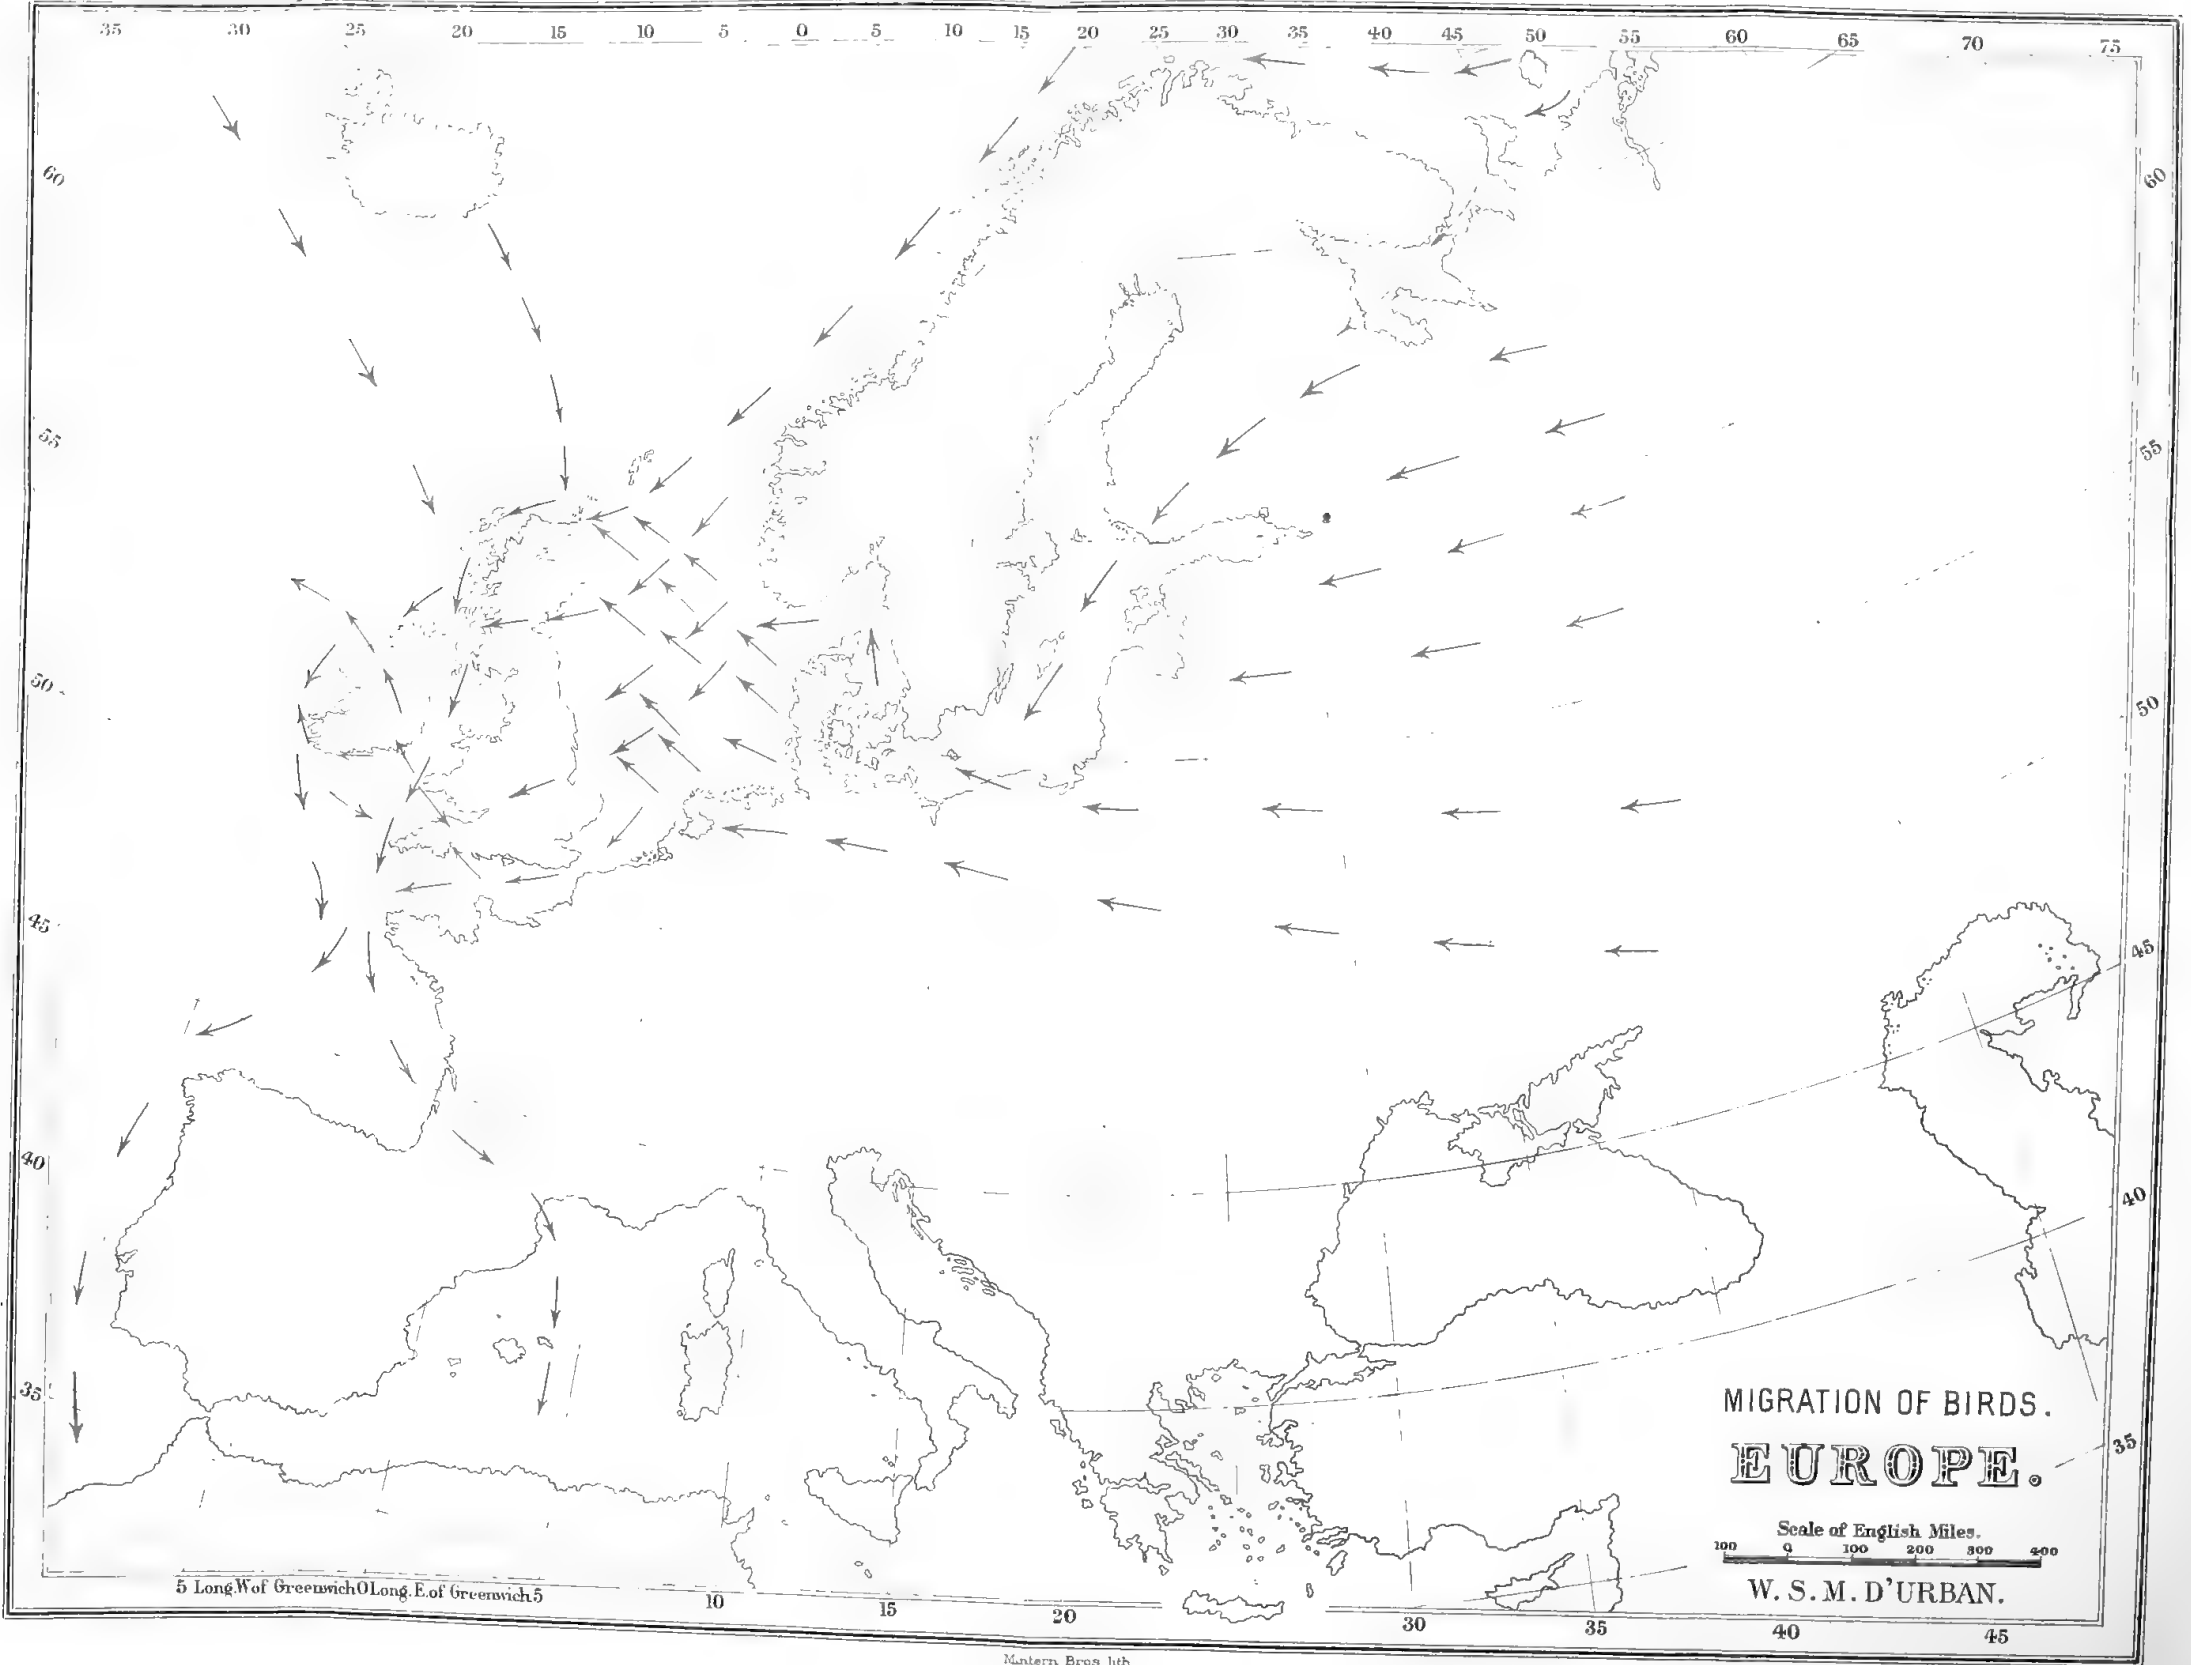 35 30 25 20 15 10 5 0 5 10 15 20 25 30 35 40 45 50 55 60 65 70 75
60 60
55 55
50 50
45 45
40 40
35 35
MIGRATION OF BIRDS.
EUROPE.
Scale of English Miles.
100 0 100 200 300 400
W. S. M. D'URBAN.
5 Long. W of Greenwich 0 Long. E. of Greenwich 5 10 15 20 30 35 40 45
Mintern Bros lith